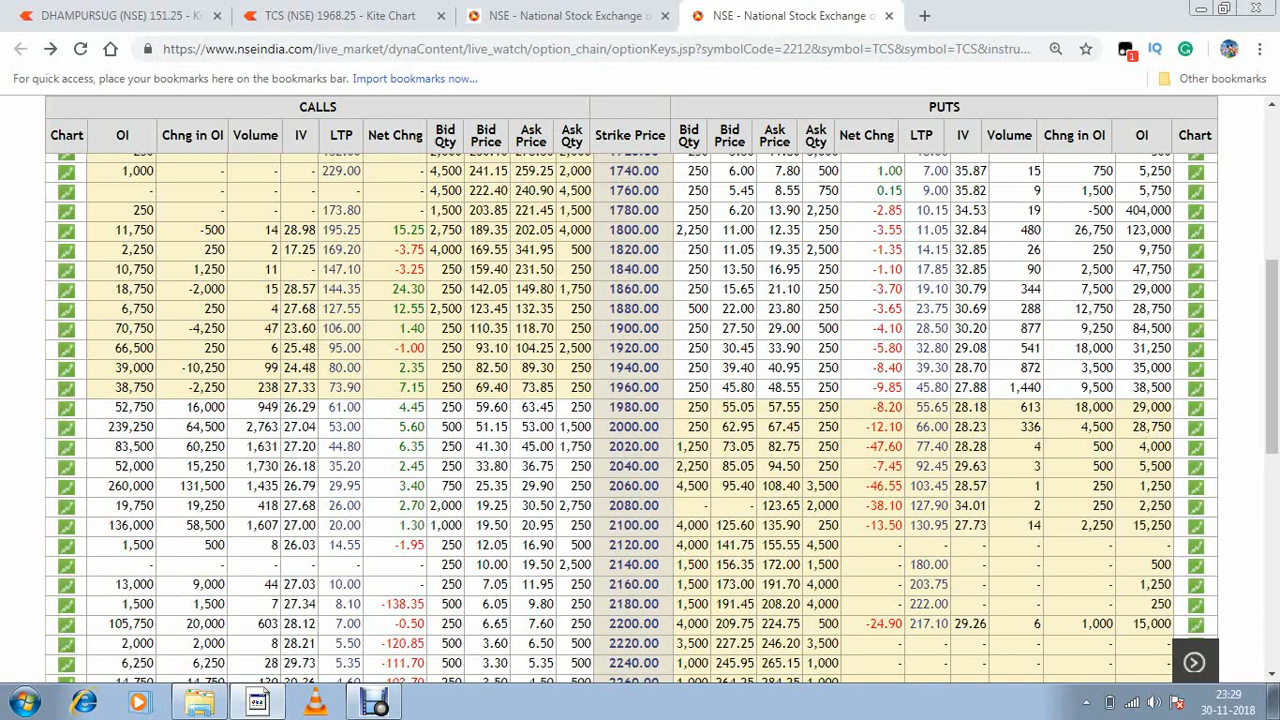 DHAMPURSUG (NSE) 151.25 - K TCS (NSE) 1968.25 - Kite Chart NSE - National Stock Exchange o NSE - National Stock Exchange o
https://www.nseindia.com/live_market/dynaContent/live_watch/option_chain/optionKeys.jsp?symbolCode=2212&symbol=TCS&symbol=TCS&instru... IQ 1
For quick access, place your bookmarks here on the bookmarks bar. Import bookmarks now... Other bookmarks
CALLS PUTS
Chart OI Chng in OI Volume IV LTP Net Chng Bid Qty Bid Price Ask Price Ask Qty Strike Price Bid Qty Bid Price Ask Price Ask Qty Net Chng LTP IV Volume Chng in OI OI Chart
1,000 - - - 229.00 - 4,500 241.15 259.25 2,000 1740.00 250 6.00 7.80 500 1.00 7.00 35.87 15 750 5,250
- - - - - - 4,500 222.40 240.90 4,500 1760.00 250 5.45 8.55 750 0.15 9.00 35.82 9 1,500 5,750
250 - - - 173.80 - 1,500 203.85 221.45 1,500 1780.00 250 6.20 13.90 2,250 -2.85 10.15 34.53 19 -500 404,000
11,750 -500 14 28.98 195.25 15.25 2,750 189.35 202.05 4,000 1800.00 2,250 11.00 12.35 250 -3.55 11.05 32.84 480 26,750 123,000
2,250 250 2 17.25 169.20 -3.75 4,000 169.55 341.95 500 1820.00 250 11.05 19.35 2,500 -1.35 14.15 32.85 26 250 9,750
10,750 1,250 11 - 147.10 -3.25 250 159.40 231.50 250 1840.00 250 13.50 16.95 250 -1.10 17.85 32.85 90 2,500 47,750
18,750 -2,000 15 28.57 144.35 24.30 250 142.05 149.80 1,750 1860.00 250 15.65 21.10 250 -3.70 19.10 30.79 344 7,500 29,000
6,750 250 4 27.68 127.55 12.55 2,500 123.45 132.35 250 1880.00 500 22.00 23.80 250 -3.65 23.75 30.69 288 12,750 28,750
70,750 -4,250 47 23.60 106.00 1.40 250 110.35 118.70 250 1900.00 250 27.50 29.00 500 -4.10 28.50 30.20 877 9,250 84,500
66,500 250 6 25.48 95.00 -1.00 250 93.10 104.25 2,500 1920.00 250 30.45 33.90 250 -5.80 32.80 29.08 541 18,000 31,250
39,000 -10,250 99 24.48 80.00 2.35 250 82.50 89.30 250 1940.00 250 39.40 40.95 250 -8.40 39.30 28.70 872 3,500 35,000
38,750 -2,250 238 27.33 73.90 7.15 250 69.40 73.85 250 1960.00 250 45.80 48.55 250 -9.85 45.80 27.88 1,440 9,500 38,500
52,750 16,000 949 26.29 61.00 4.45 250 59.60 63.45 250 1980.00 250 55.05 57.55 250 -8.20 55.65 28.18 613 18,000 29,000
239,250 64,500 2,763 27.04 53.00 5.60 500 51.15 53.00 1,500 2000.00 250 62.95 67.45 250 -12.10 66.00 28.23 336 4,500 28,750
83,500 60,250 1,631 27.20 44.80 6.35 250 41.30 45.00 1,750 2020.00 1,250 73.05 82.75 250 -47.60 77.40 28.28 4 500 4,000
52,000 15,250 1,730 26.18 35.20 2.45 250 33.80 36.75 250 2040.00 2,250 85.05 94.50 250 -7.45 92.45 29.63 3 500 5,500
260,000 131,500 1,435 26.79 29.95 3.40 750 25.35 29.90 250 2060.00 4,500 95.40 108.40 3,500 -46.55 103.45 28.57 1 250 1,250
19,750 19,250 418 27.68 26.00 2.70 2,000 19.25 30.50 2,750 2080.00 - - 123.65 2,000 -38.10 127.90 34.01 2 250 2,250
136,000 58,500 1,607 27.00 20.00 1.30 1,000 19.50 20.95 250 2100.00 4,000 125.60 135.90 250 -13.50 130.95 27.73 14 2,250 15,250
1,500 500 8 26.03 14.55 -1.95 250 12.05 16.90 500 2120.00 4,000 141.75 155.55 4,500 - - - - - -
- - - - - - 250 10.00 19.50 2,500 2140.00 1,500 156.35 172.00 1,500 - 180.00 - - - 500
13,000 9,000 44 27.03 10.00 - 250 7.05 11.95 250 2160.00 1,500 173.00 191.70 4,000 - 203.75 - - - 1,250
1,500 1,500 7 27.34 8.10 -138.35 500 6.05 9.80 250 2180.00 1,500 191.45 208.20 4,000 - 222.00 - - - 250
105,750 20,000 603 28.12 7.00 -0.50 250 6.65 7.60 250 2200.00 4,000 209.75 224.75 500 -24.90 217.10 29.26 6 1,000 15,000
2,000 2,000 8 28.21 5.50 -120.85 500 3.60 6.50 500 2220.00 3,500 227.25 246.20 3,500 - - - - - -
6,250 6,250 28 29.73 5.35 -111.70 500 3.30 5.35 500 2240.00 1,000 245.95 265.15 1,000 - - - - -
23:29
30-11-2018